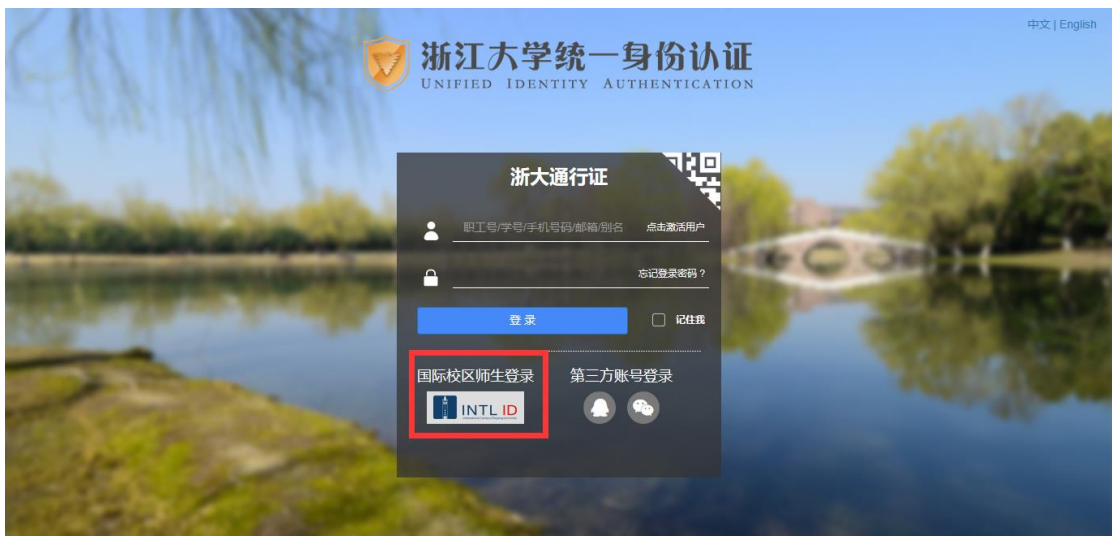 中文 | English
浙江大学统一身份认证
UNIFIED IDENTITY AUTHENTICATION
浙大通行证
职工号/学号/手机号码/邮箱/别名 点击激活用户
忘记登录密码？
登 录 记住我
国际校区师生登录 第三方账号登录
INTL ID